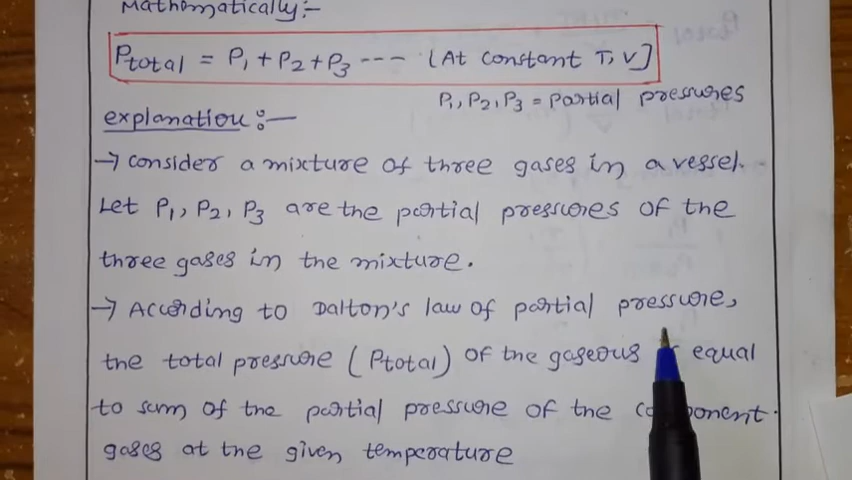 Mathematically:-
Ptotal = P1 + P2 + P3 --- [At constant T, V]
P1, P2, P3 = partial pressures
explanation:-
→ consider a mixture of three gases in a vessel.
Let P1, P2, P3 are the partial pressures of the
three gases in the mixture.
→ According to Dalton's law of partial pressure,
the total pressure (Ptotal) of the gaseous equal
to sum of the partial pressure of the component
gases at the given temperature